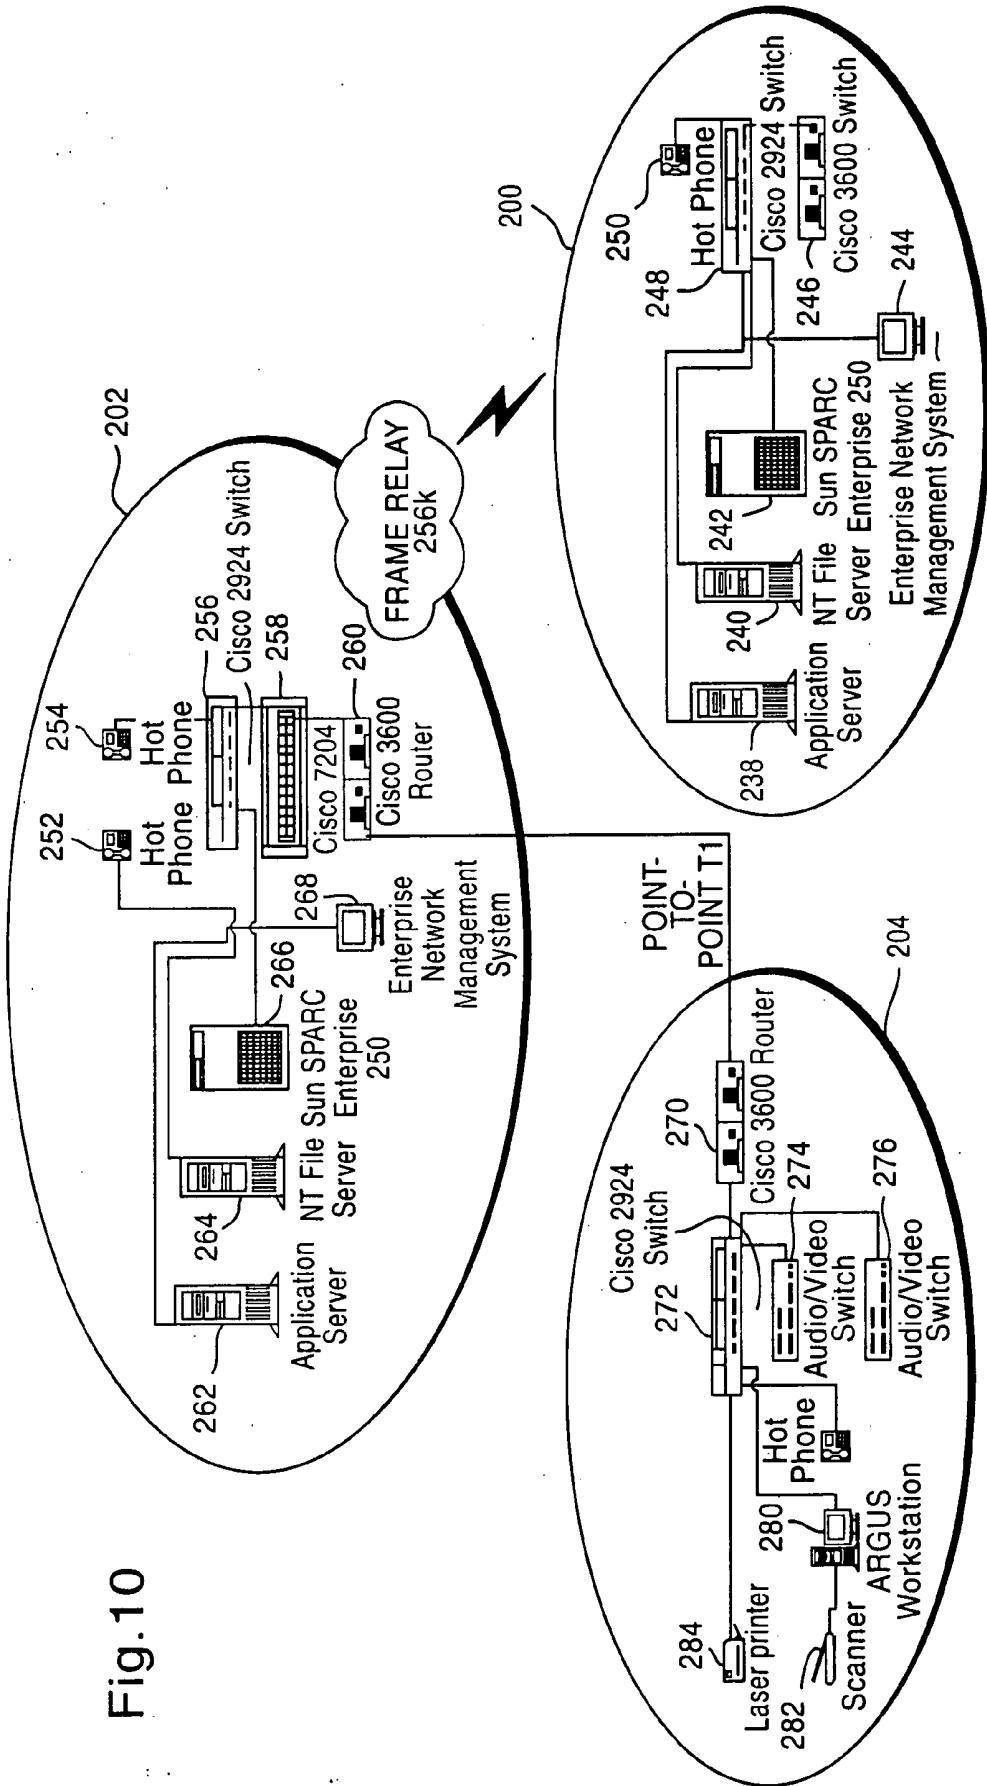 Fig.10
202
254
252
Hot
Phone
Hot
Phone
256
Cisco 2924 Switch
258
Cisco 7204
260
Cisco 3600
Router
268
Enterprise
Network
Management
System
266
Sun SPARC
Enterprise
250
264
NT File
Server
262
Application
Server
FRAME RELAY
256k
POINT-
TO-
POINT T1
200
250
Hot Phone
248
Cisco 2924 Switch
246
Cisco 3600 Switch
244
Enterprise Network
Management System
242
Sun SPARC
Enterprise 250
240
NT File
Server
238
Application
Server
204
270
Cisco 3600 Router
Cisco 2924
Switch
272
274
Audio/Video
Switch
276
Audio/Video
Switch
Hot
Phone
280
ARGUS
Workstation
284
Laser printer
282
Scanner